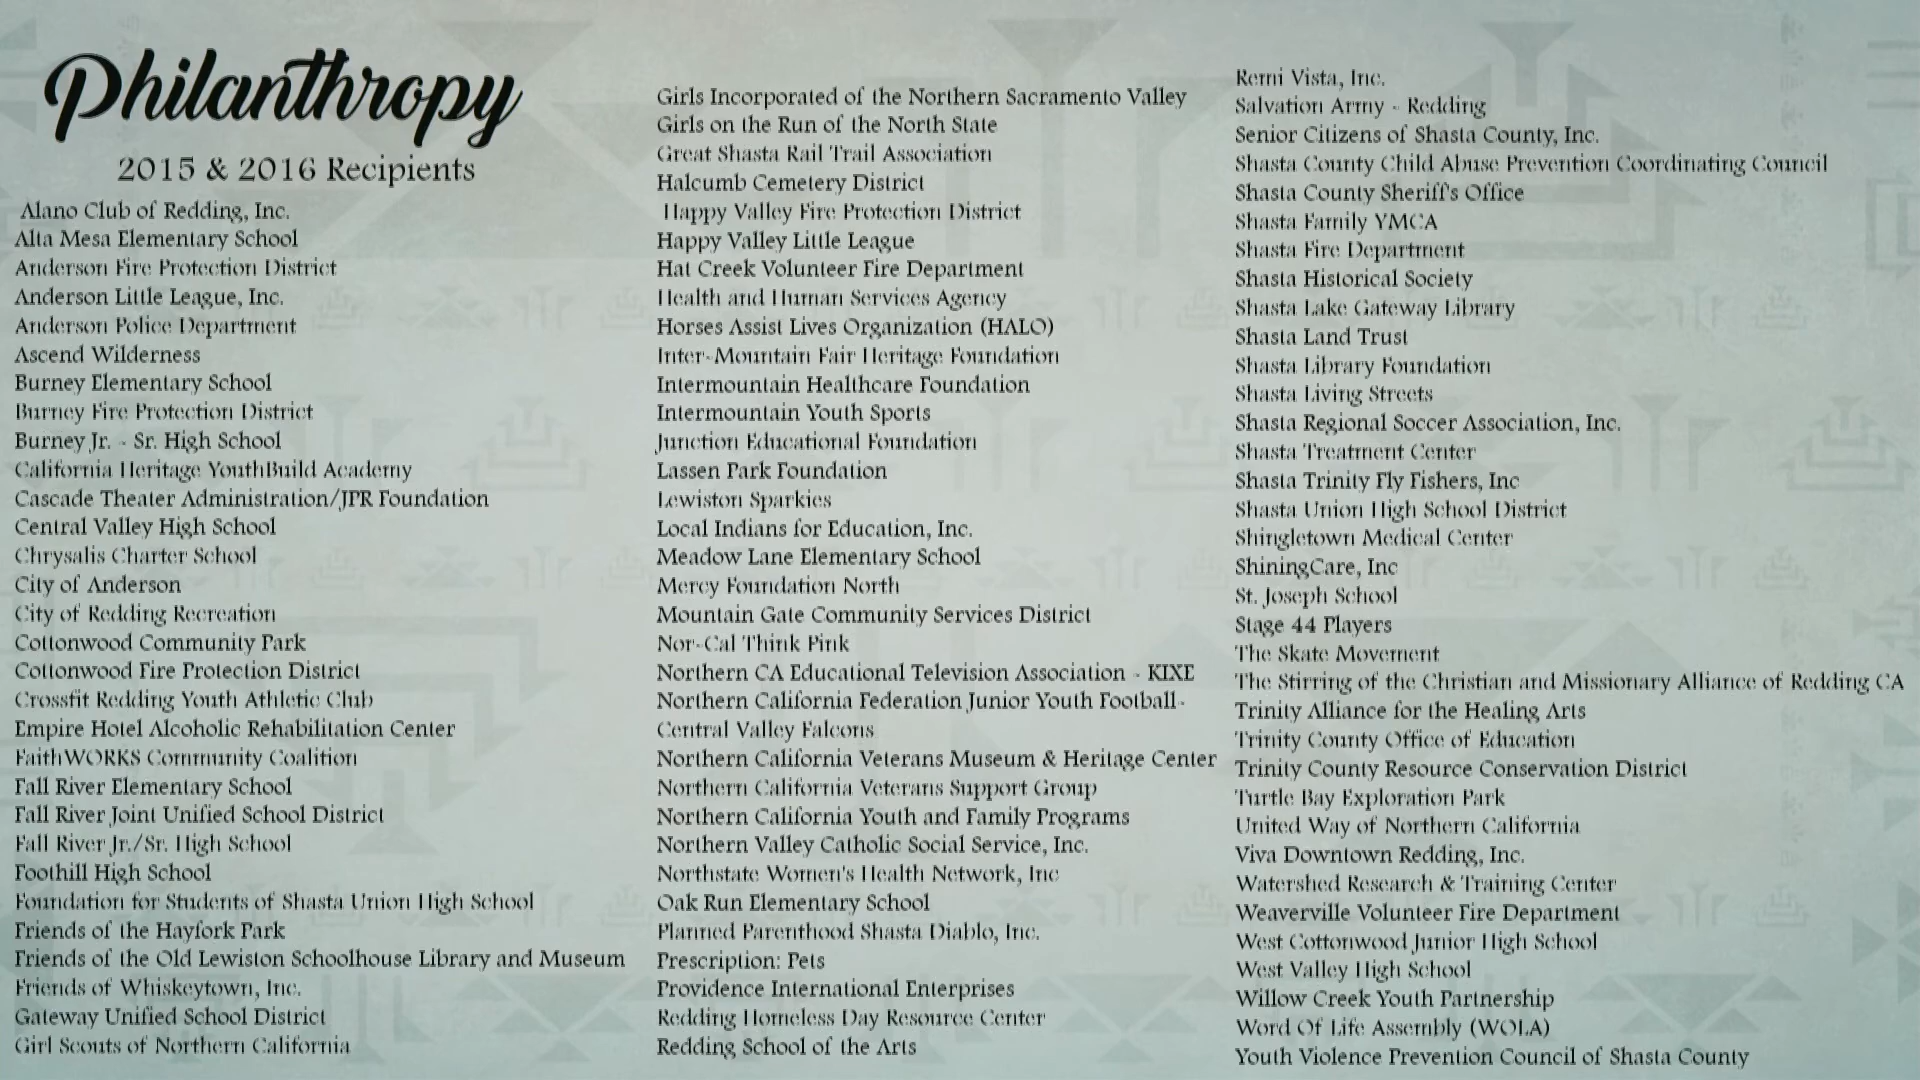 Philanthropy
2015 & 2016 Recipients
Alano Club of Redding, Inc.
Alta Mesa Elementary School
Anderson Fire Protection District
Anderson Little League, Inc.
Anderson Police Department
Ascend Wilderness
Burney Elementary School
Burney Fire Protection District
Burney Jr. - Sr. High School
California Heritage YouthBuild Academy
Cascade Theater Administration/JPR Foundation
Central Valley High School
Chrysalis Charter School
City of Anderson
City of Redding Recreation
Cottonwood Community Park
Cottonwood Fire Protection District
Crossfit Redding Youth Athletic Club
Empire Hotel Alcoholic Rehabilitation Center
FaithWORKS Community Coalition
Fall River Elementary School
Fall River Joint Unified School District
Fall River Jr./Sr. High School
Foothill High School
Foundation for Students of Shasta Union High School
Friends of the Hayfork Park
Friends of the Old Lewiston Schoolhouse Library and Museum
Friends of Whiskeytown, Inc.
Gateway Unified School District
Girl Scouts of Northern California
Girls Incorporated of the Northern Sacramento Valley
Girls on the Run of the North State
Great Shasta Rail Trail Association
Halcumb Cemetery District
Happy Valley Fire Protection District
Happy Valley Little League
Hat Creek Volunteer Fire Department
Health and Human Services Agency
Horses Assist Lives Organization (HALO)
Inter-Mountain Fair Heritage Foundation
Intermountain Healthcare Foundation
Intermountain Youth Sports
Junction Educational Foundation
Lassen Park Foundation
Lewiston Sparkies
Local Indians for Education, Inc.
Meadow Lane Elementary School
Mercy Foundation North
Mountain Gate Community Services District
Nor-Cal Think Pink
Northern CA Educational Television Association - KIXE
Northern California Federation Junior Youth Football-
Central Valley Falcons
Northern California Veterans Museum & Heritage Center
Northern California Veterans Support Group
Northern California Youth and Family Programs
Northern Valley Catholic Social Service, Inc.
Northstate Women's Health Network, Inc
Oak Run Elementary School
Planned Parenthood Shasta Diablo, Inc.
Prescription: Pets
Providence International Enterprises
Redding Homeless Day Resource Center
Redding School of the Arts
Remi Vista, Inc.
Salvation Army - Redding
Senior Citizens of Shasta County, Inc.
Shasta County Child Abuse Prevention Coordinating Council
Shasta County Sheriff's Office
Shasta Family YMCA
Shasta Fire Department
Shasta Historical Society
Shasta Lake Gateway Library
Shasta Land Trust
Shasta Library Foundation
Shasta Living Streets
Shasta Regional Soccer Association, Inc.
Shasta Treatment Center
Shasta Trinity Fly Fishers, Inc
Shasta Union High School District
Shingletown Medical Center
ShiningCare, Inc
St. Joseph School
Stage 44 Players
The Skate Movement
The Stirring of the Christian and Missionary Alliance of Redding CA
Trinity Alliance for the Healing Arts
Trinity County Office of Education
Trinity County Resource Conservation District
Turtle Bay Exploration Park
United Way of Northern California
Viva Downtown Redding, Inc.
Watershed Research & Training Center
Weaverville Volunteer Fire Department
West Cottonwood Junior High School
West Valley High School
Willow Creek Youth Partnership
Word Of Life Assembly (WOLA)
Youth Violence Prevention Council of Shasta County